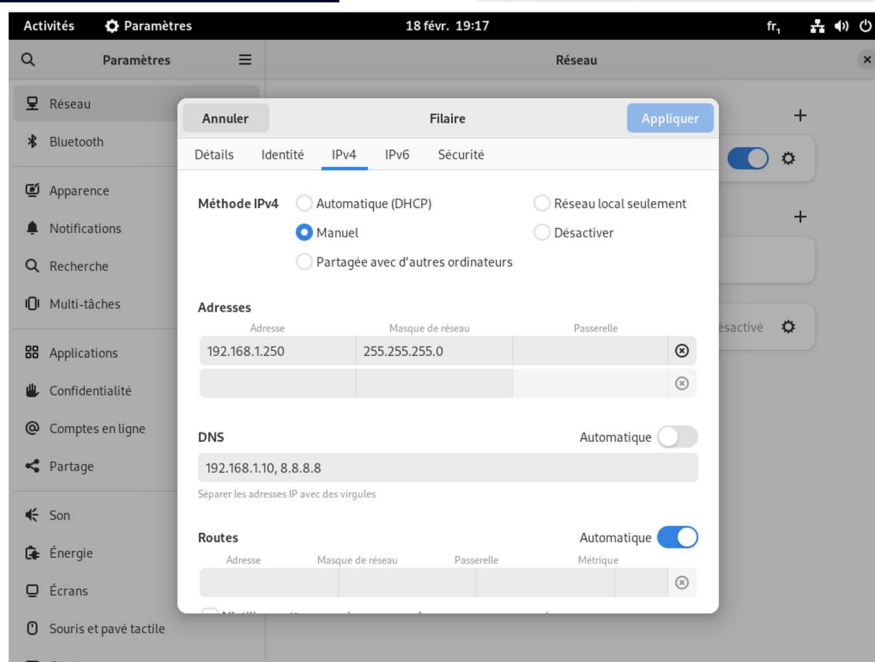 Activités Paramètres 18 févr. 19:17 fr₁
Paramètres Réseau
Réseau
Bluetooth
Apparence
Notifications
Recherche
Multi-tâches
Applications
Confidentialité
Comptes en ligne
Partage
Son
Énergie
Écrans
Souris et pavé tactile
Annuler Filaire Appliquer
Détails Identité IPv4 IPv6 Sécurité
Méthode IPv4 Automatique (DHCP) Réseau local seulement
Manuel Désactiver
Partagée avec d'autres ordinateurs
Adresses
Adresse Masque de réseau Passerelle
192.168.1.250 255.255.255.0
DNS Automatique
192.168.1.10, 8.8.8.8
Séparer les adresses IP avec des virgules
Routes Automatique
Adresse Masque de réseau Passerelle Métrique
ésactivé